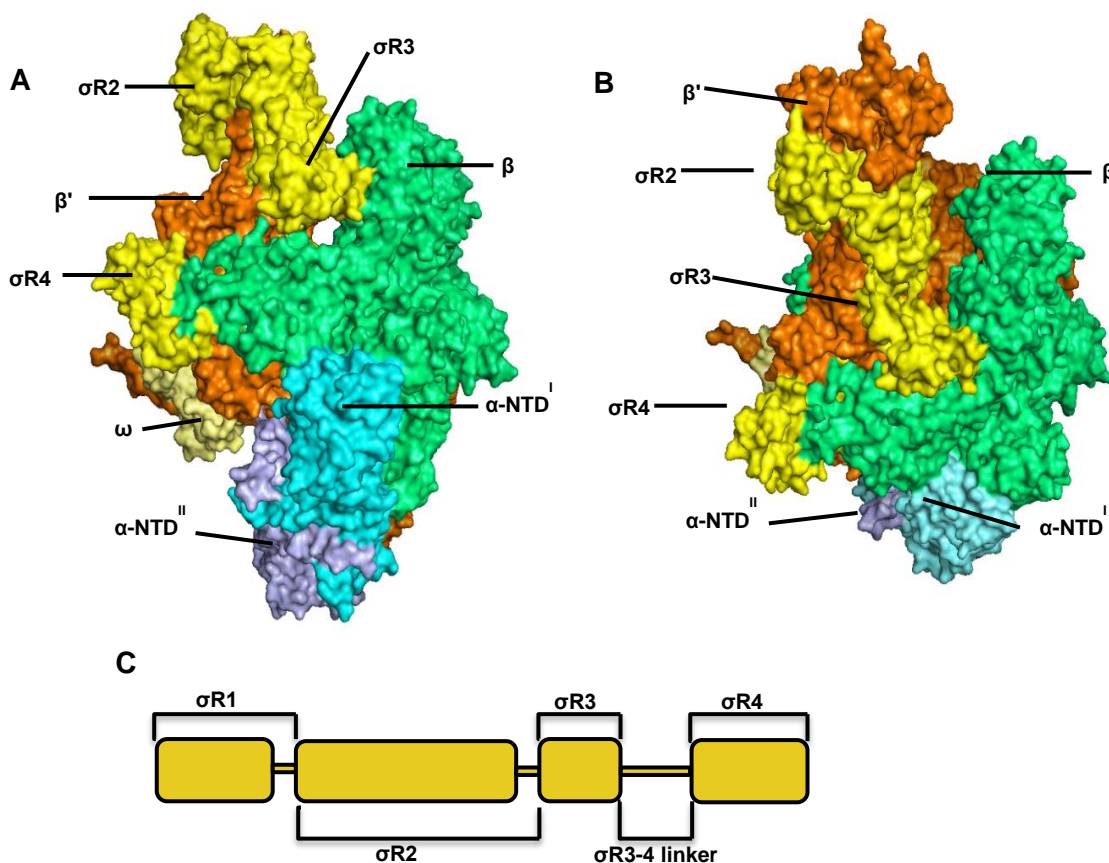 A
σR2
σR3
β
β'
σR4
ω
α-NTD^I
α-NTD^II
B
β'
σR2
β
σR3
σR4
α-NTD^II
α-NTD^I
C
σR1
σR3
σR4
σR2
σR3-4 linker